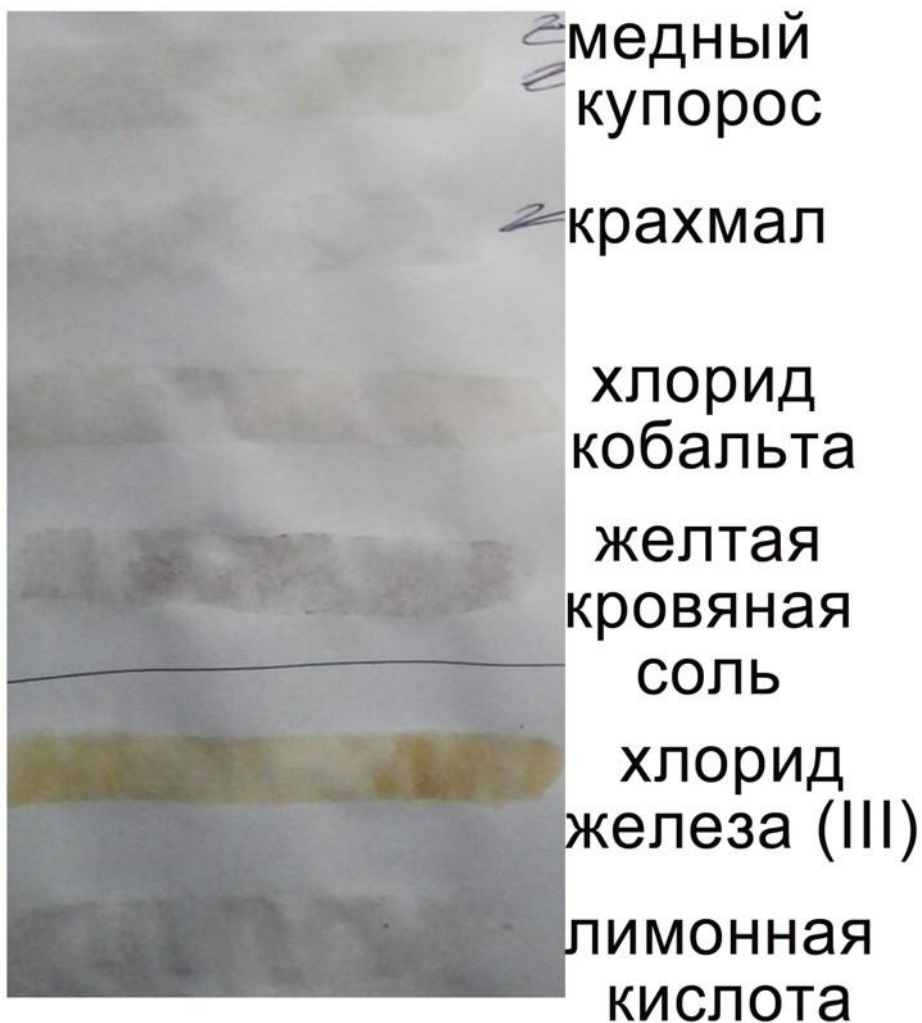 медный
купорос
крахмал
хлорид
кобальта
желтая
кровяная
соль
хлорид
железа (III)
лимонная
кислота